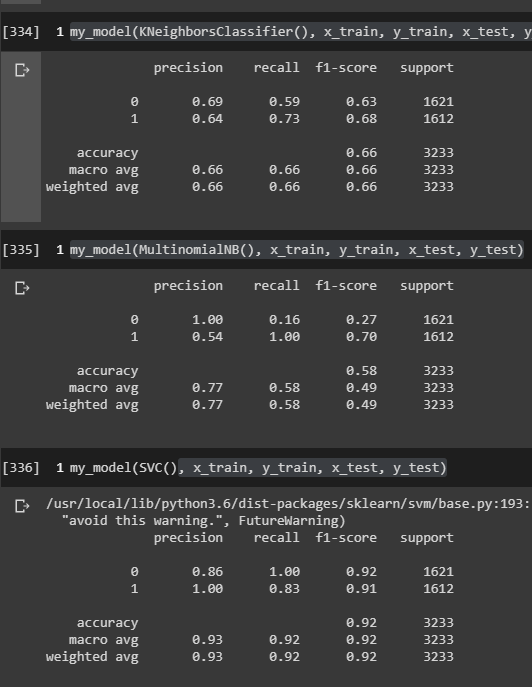 [334] 1 my_model(KNeighborsClassifier(), x_train, y_train, x_test, y
precision recall f1-score support
0 0.69 0.59 0.63 1621
1 0.64 0.73 0.68 1612
accuracy 0.66 3233
macro avg 0.66 0.66 0.66 3233
weighted avg 0.66 0.66 0.66 3233
[335] 1 my_model(MultinomialNB(), x_train, y_train, x_test, y_test)
precision recall f1-score support
0 1.00 0.16 0.27 1621
1 0.54 1.00 0.70 1612
accuracy 0.58 3233
macro avg 0.77 0.58 0.49 3233
weighted avg 0.77 0.58 0.49 3233
[336] 1 my_model(SVC(), x_train, y_train, x_test, y_test)
/usr/local/lib/python3.6/dist-packages/sklearn/svm/base.py:193:
"avoid this warning.", FutureWarning)
precision recall f1-score support
0 0.86 1.00 0.92 1621
1 1.00 0.83 0.91 1612
accuracy 0.92 3233
macro avg 0.93 0.92 0.92 3233
weighted avg 0.93 0.92 0.92 3233